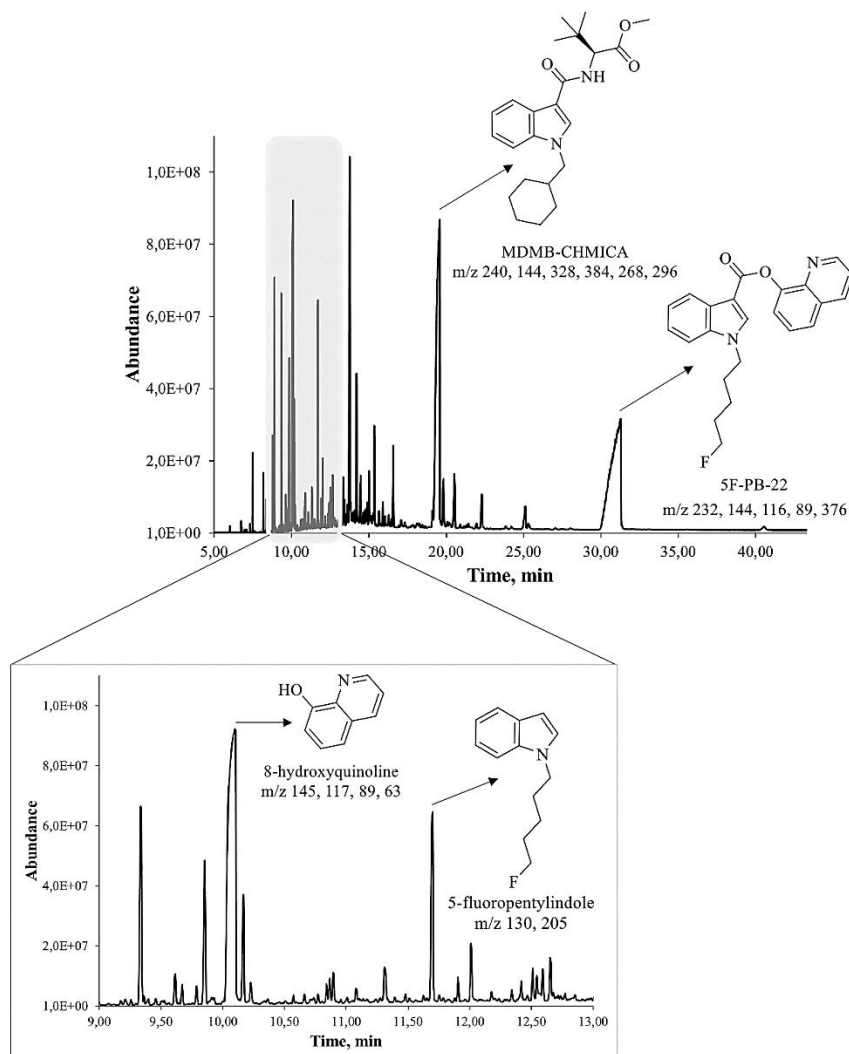 O
O
O
NH
N
MDMB-CHMICA
m/z 240, 144, 328, 384, 268, 296
O
O
N
N
F
5F-PB-22
m/z 232, 144, 116, 89, 376
Abundance
1,0E+08
8,0E+07
6,0E+07
4,0E+07
2,0E+07
1,0E+00
5,00 10,00 15,00 20,00 25,00 30,00 35,00 40,00
Time, min
Abundance
1,0E+08
8,0E+07
6,0E+07
4,0E+07
2,0E+07
1,0E+00
HO
N
8-hydroxyquinoline
m/z 145, 117, 89, 63
N
F
5-fluoropentylindole
m/z 130, 205
9,00 9,50 10,00 10,50 11,00 11,50 12,00 12,50 13,00
Time, min